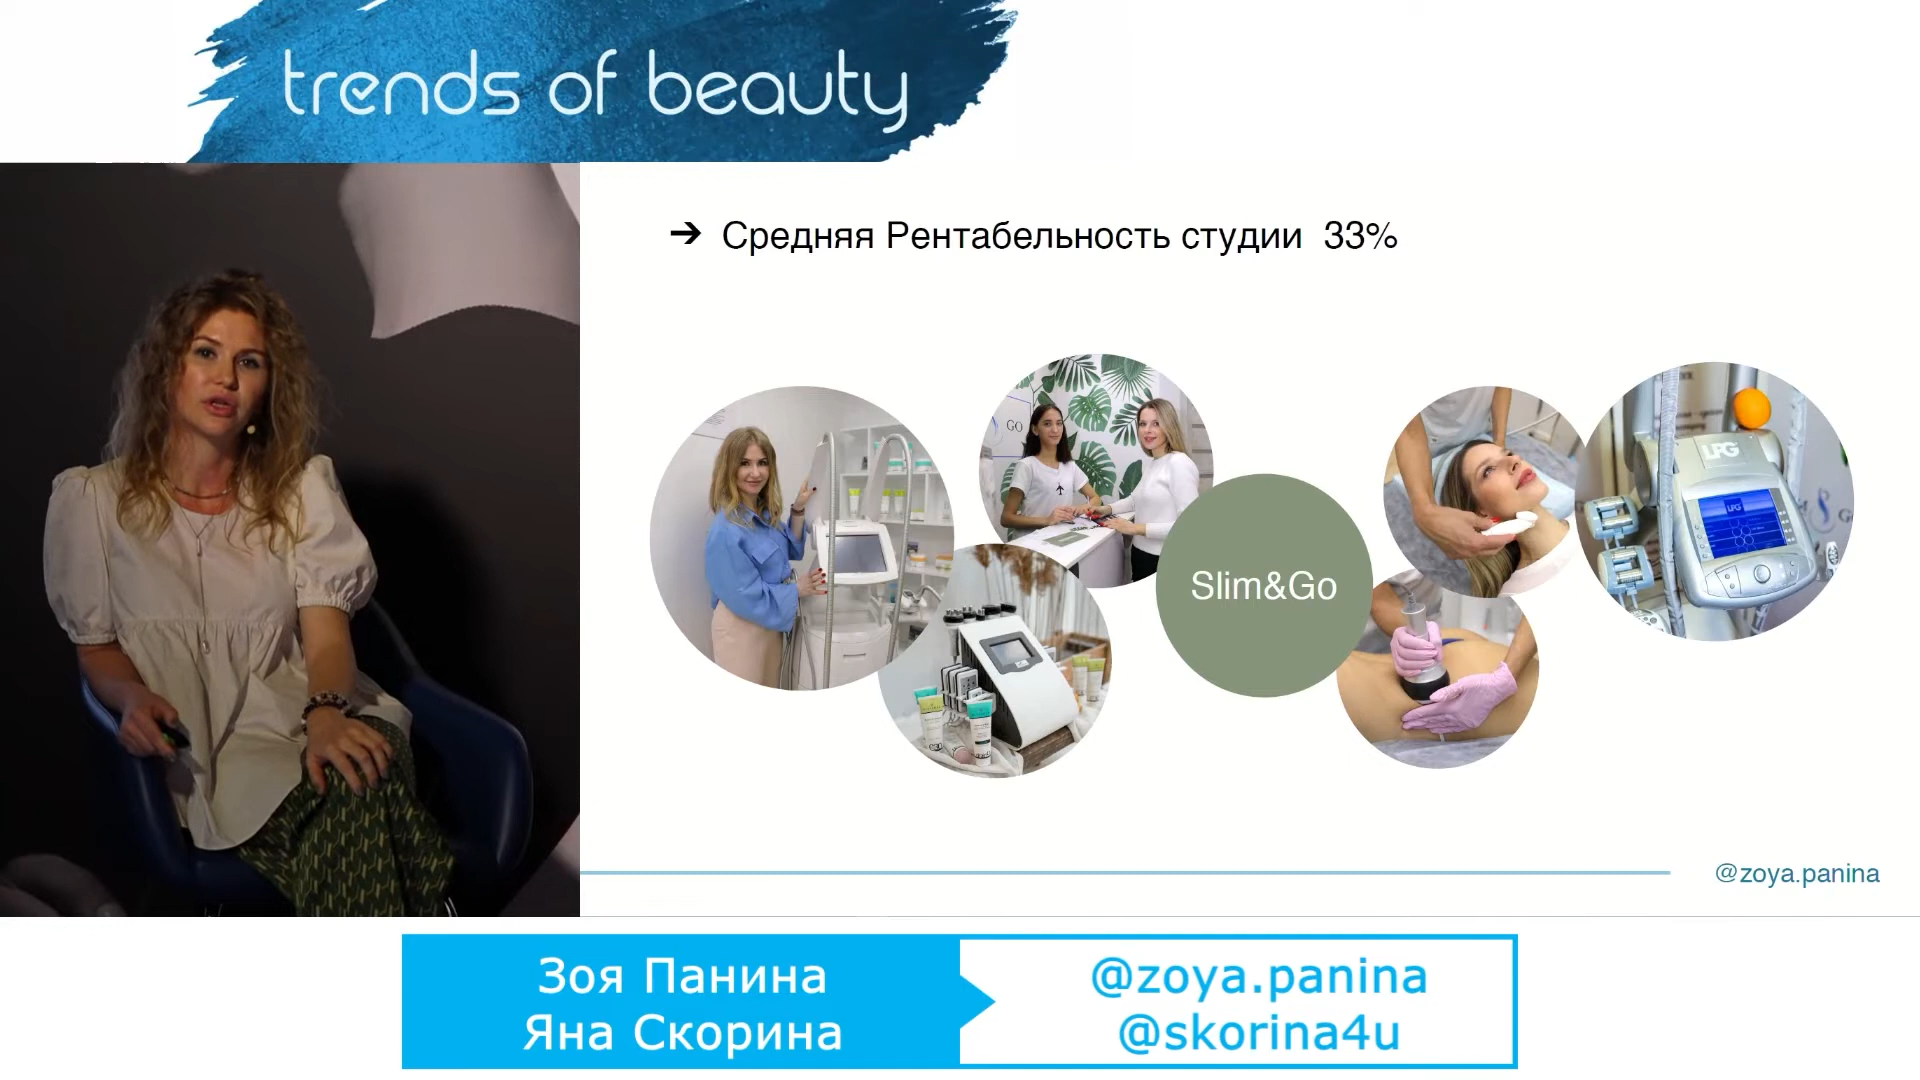 trends of beauty
→ Средняя Рентабельность студии 33%
GO
LPG
LPG
Slim&Go
@zoya.panina
Зоя Панина
Яна Скорина
@zoya.panina
@skorina4u